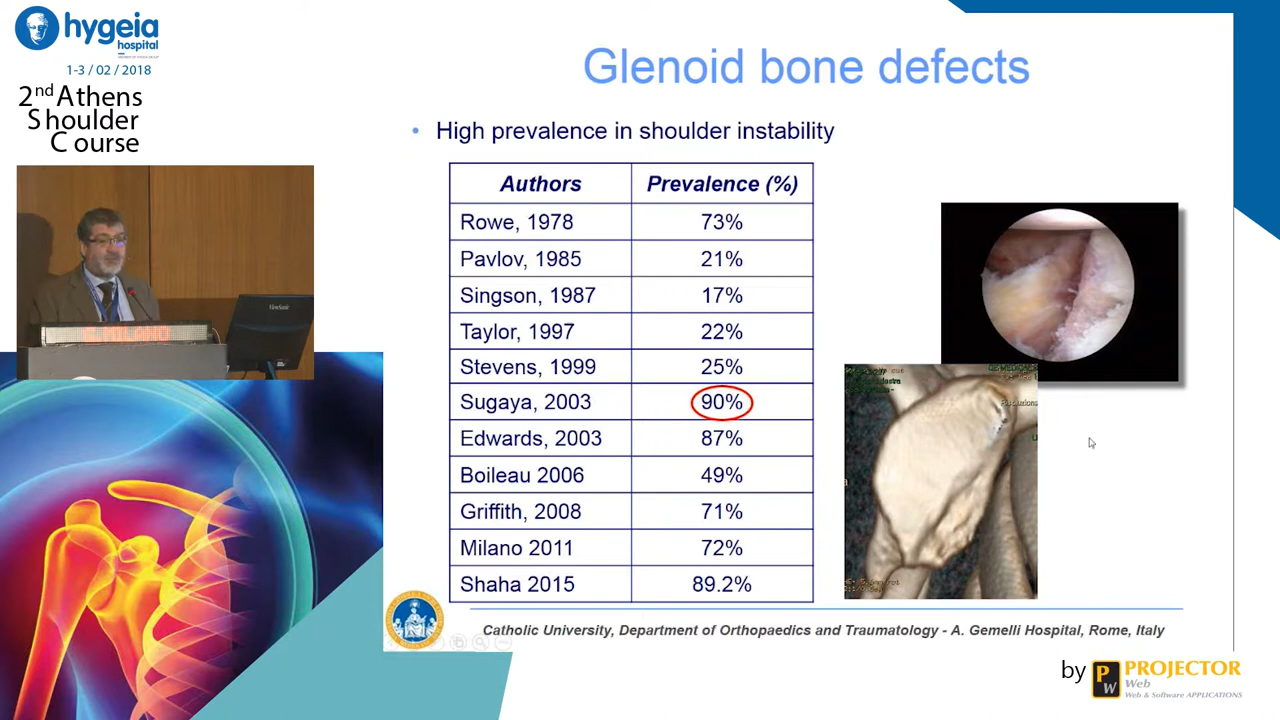 hygeia
hospital
1-3 / 02 / 2018
2nd Athens
Shoulder
Course
Glenoid bone defects
• High prevalence in shoulder instability
Authors Prevalence (%)
Rowe, 1978 73%
Pavlov, 1985 21%
Singson, 1987 17%
Taylor, 1997 22%
Stevens, 1999 25%
Sugaya, 2003 90%
Edwards, 2003 87%
Boileau 2006 49%
Griffith, 2008 71%
Milano 2011 72%
Shaha 2015 89.2%
Catholic University, Department of Orthopaedics and Traumatology - A. Gemelli Hospital, Rome, Italy
by PW PROJECTOR
Web
Web & Software APPLICATIONS